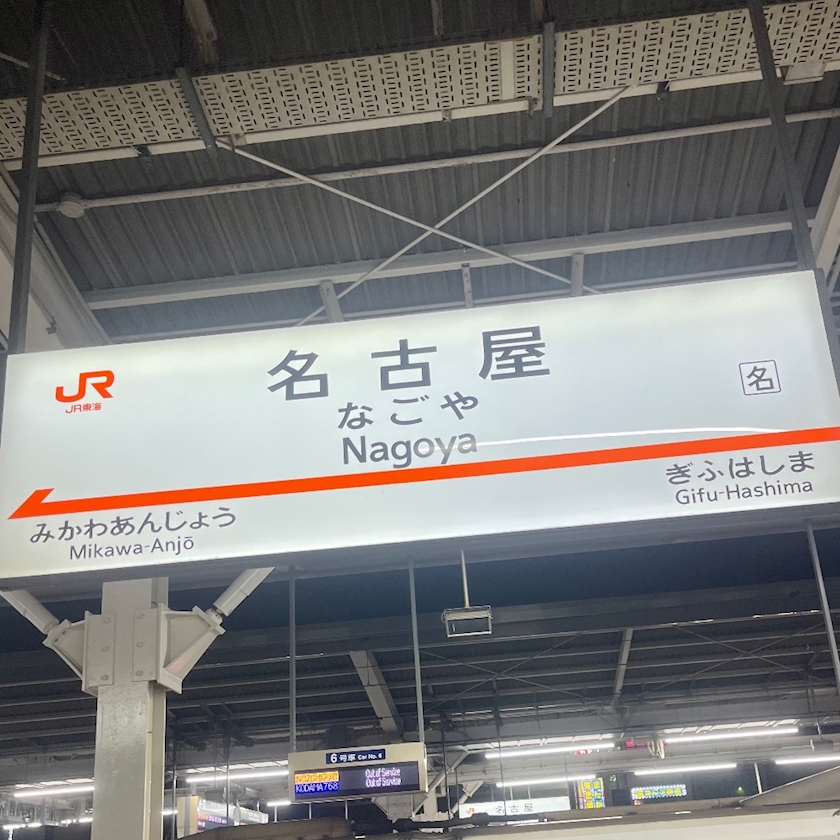 JR
JR東海
名古屋
なごや
Nagoya
名
みかわあんじょう
Mikawa-Anjō
ぎふはしま
Gifu-Hashima
6号車 Car No. 6
Out of Service
KODAMA768 Out of Service
名古屋